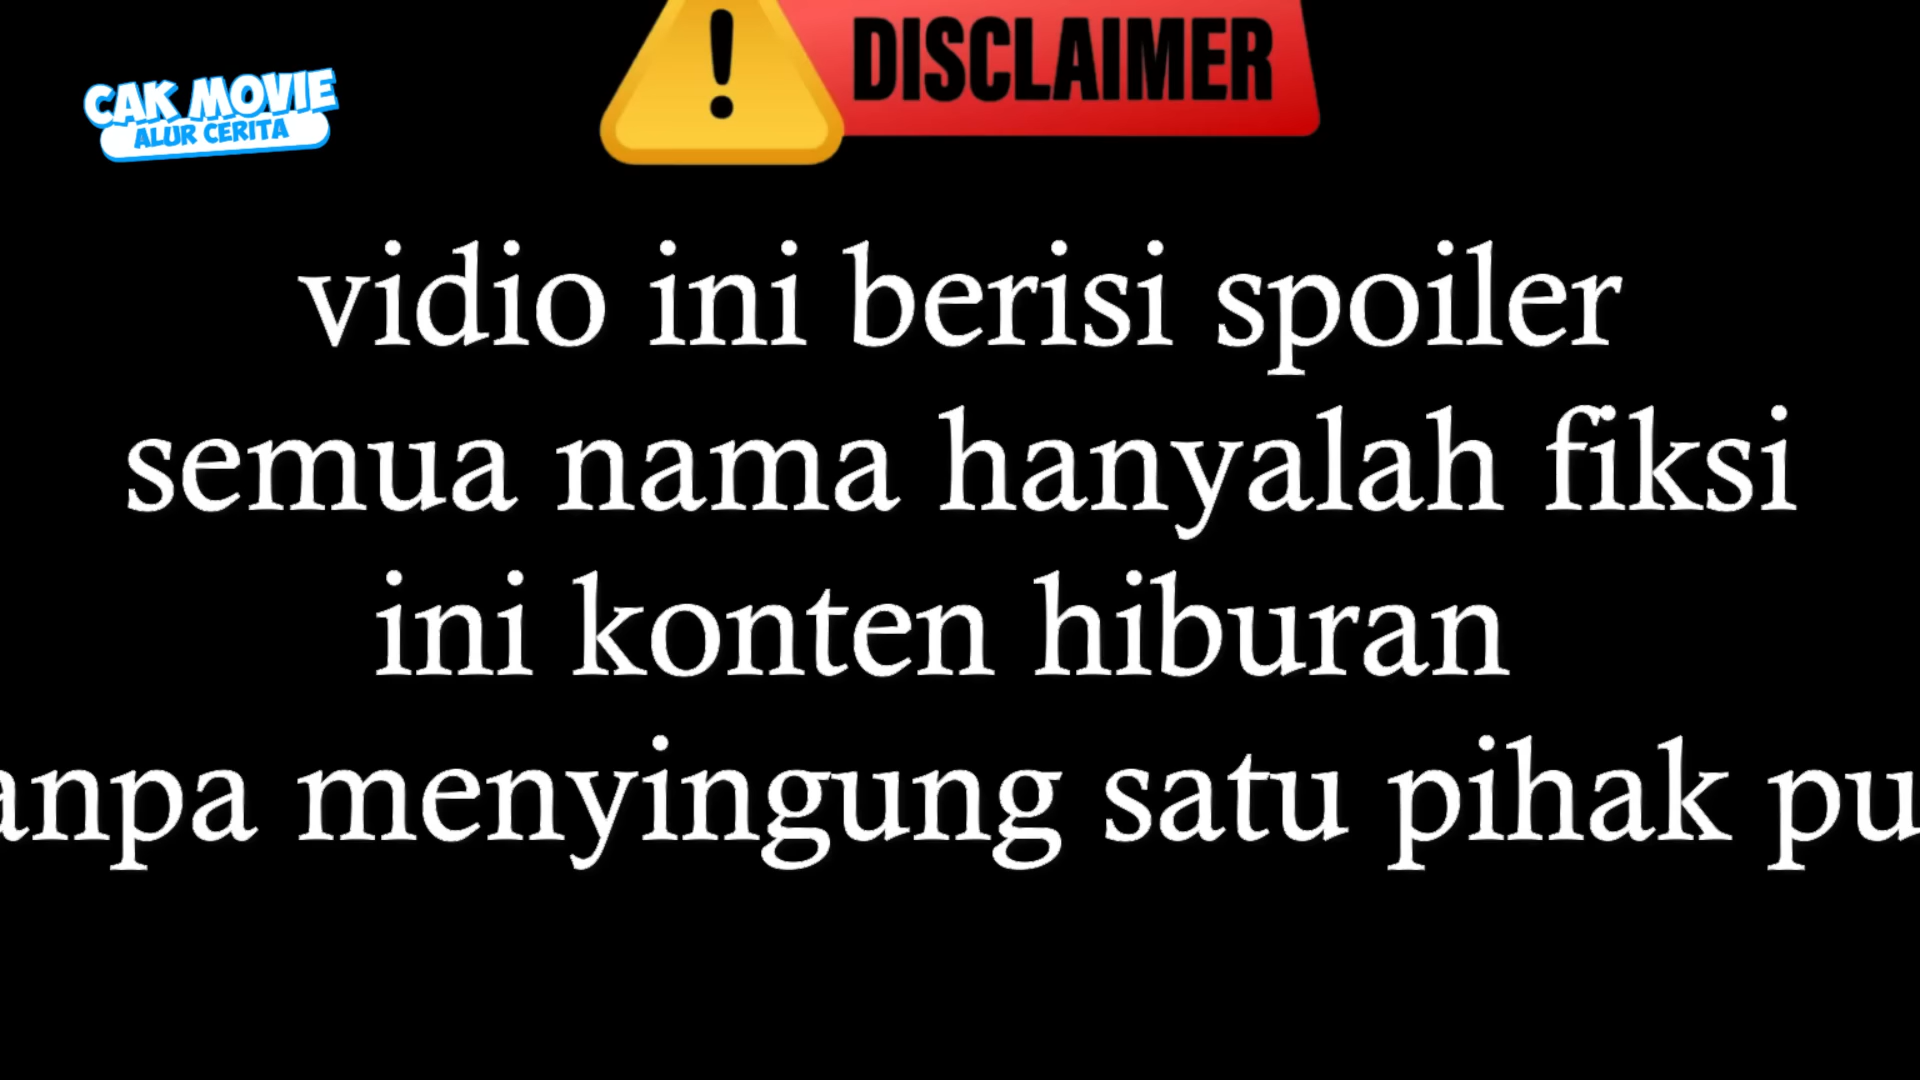 DISCLAIMER
CAK MOVIE
ALUR CERITA
vidio ini berisi spoiler
semua nama hanyalah fiksi
ini konten hiburan
anpa menyingung satu pihak pu